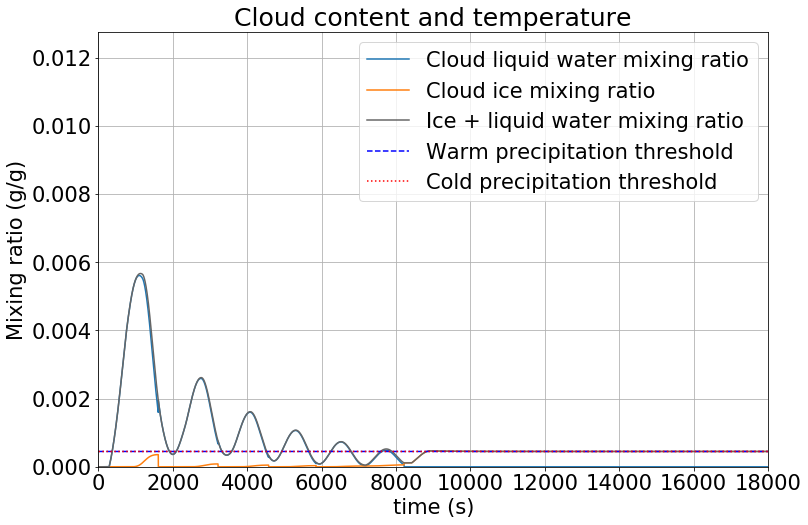 Cloud content and temperature
Cloud liquid water mixing ratio
Cloud ice mixing ratio
Ice + liquid water mixing ratio
Warm precipitation threshold
Cold precipitation threshold
Mixing ratio (g/g)
0.012
0.010
0.008
0.006
0.004
0.002
0.000
0 2000 4000 6000 8000 10000 12000 14000 16000 18000
time (s)